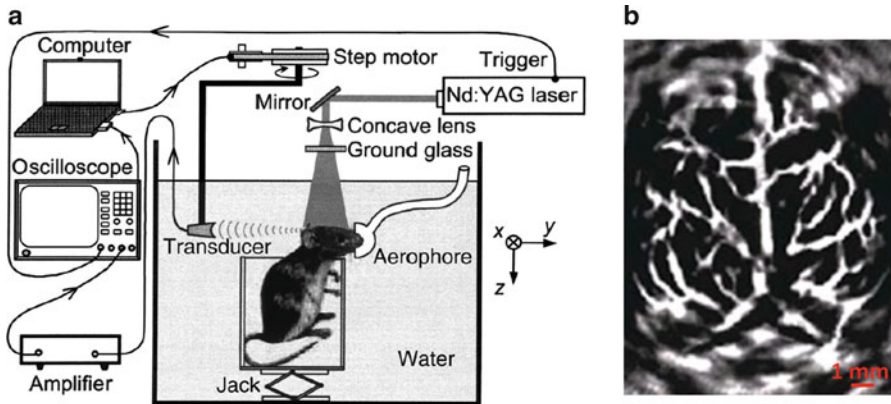 a
Computer
Step motor
Trigger
Mirror
Nd:YAG laser
Concave lens
Ground glass
Oscilloscope
Transducer
Aerophore
x
y
z
Water
Amplifier
Jack
b
1 mm